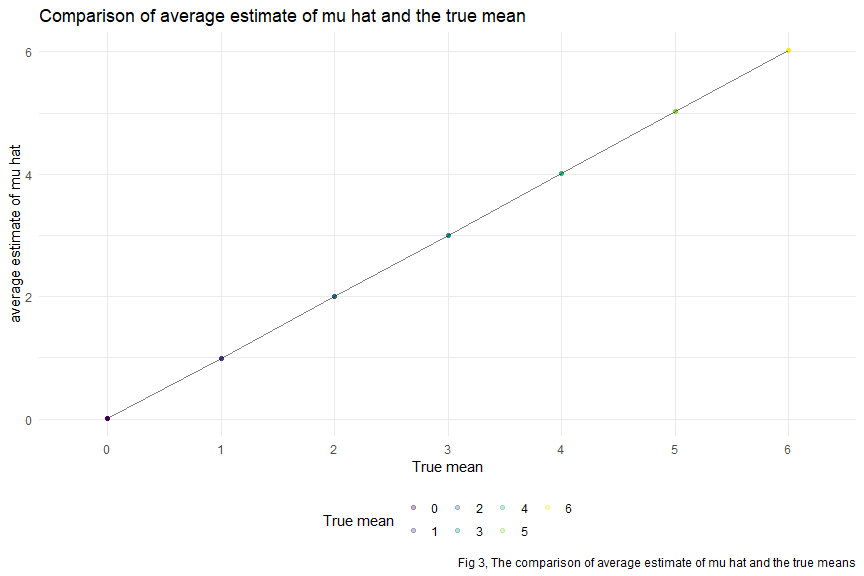 Comparison of average estimate of mu hat and the true mean
average estimate of mu hat
6
4
2
0
0 1 2 3 4 5 6
True mean
True mean
0 2 4 6
1 3 5
Fig 3, The comparison of average estimate of mu hat and the true means